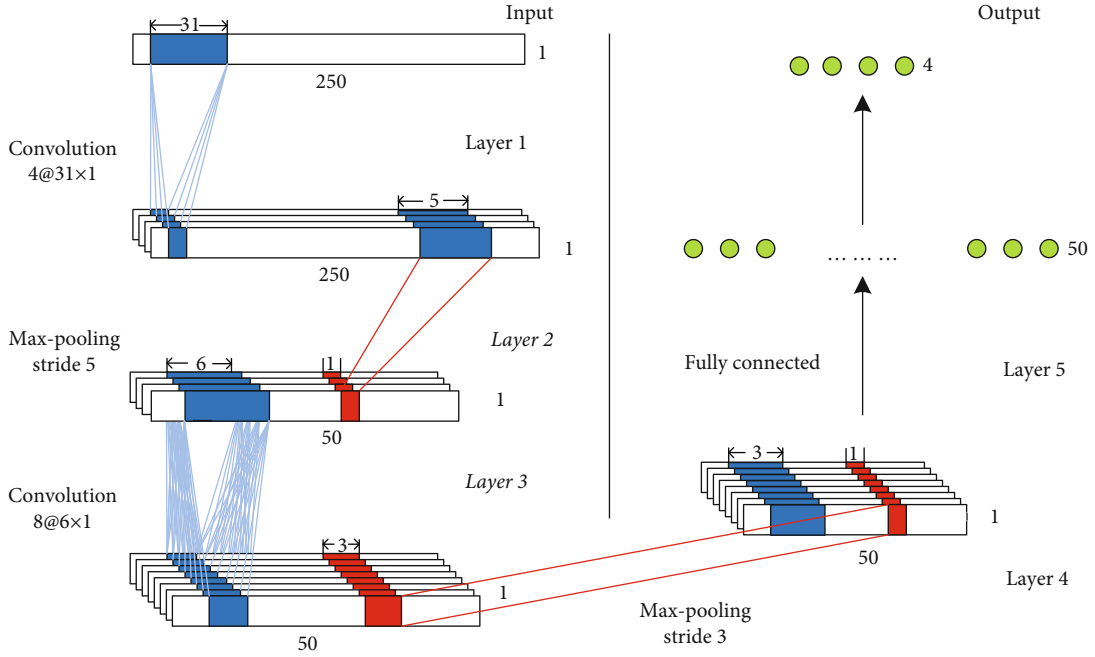 Input
31
1
250
Layer 1
Convolution
4@31×1
5
1
250
Layer 2
Max-pooling
stride 5
6
1
1
50
Layer 3
Convolution
8@6×1
3
1
50
Output
4
50
... ... ...
Fully connected
Layer 5
3
1
1
50
Layer 4
Max-pooling
stride 3